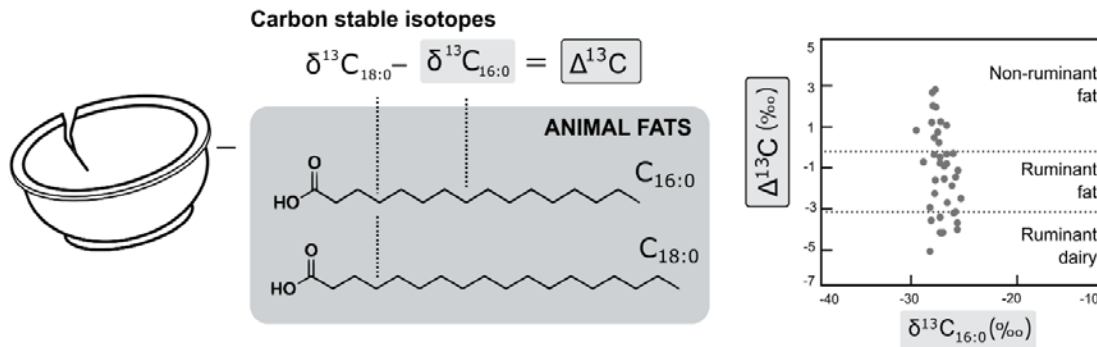 Carbon stable isotopes
δ¹³C₁₈:₀– δ¹³C₁₆:₀ = Δ¹³C
ANIMAL FATS
O
HO
C₁₆:₀
O
HO
C₁₈:₀
Δ¹³C (‰)
5
3
1
-1
-3
-5
-7
Non-ruminant
fat
Ruminant
fat
Ruminant
dairy
-40 -30 -20 -10
δ¹³C₁₆:₀(‰)